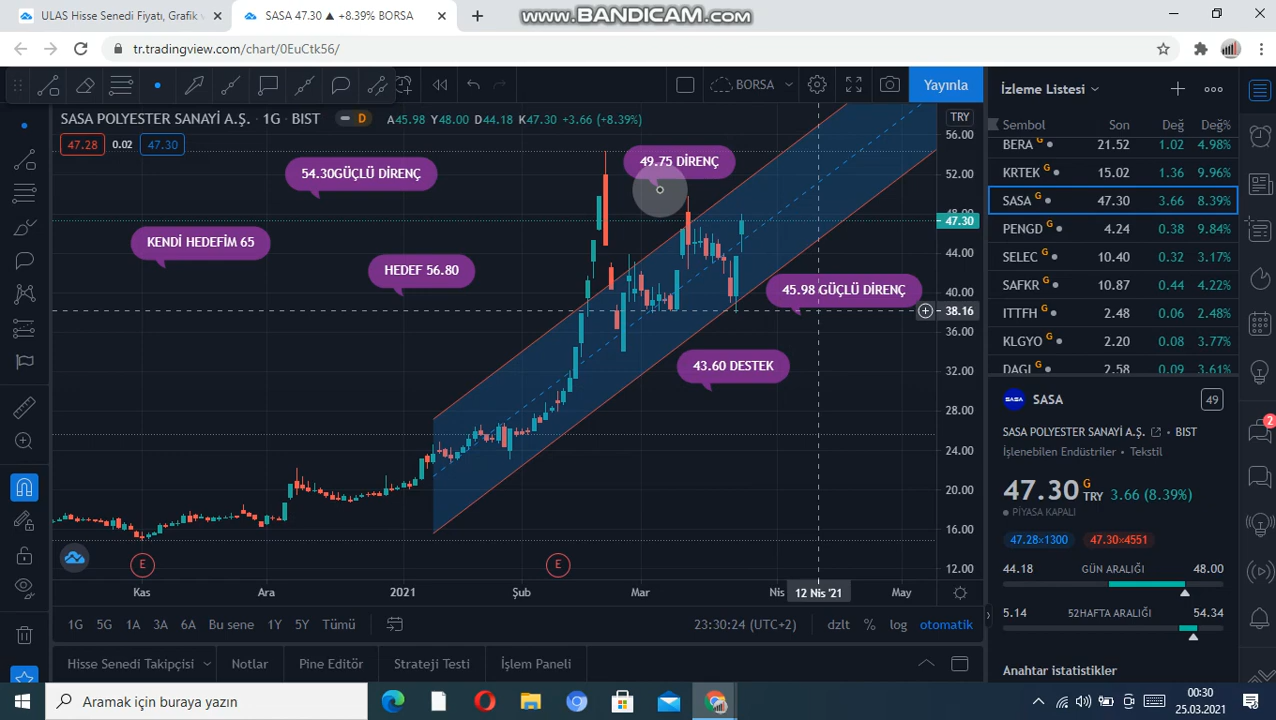 ULAS Hisse Senedi Fiyatı, Grafik v
SASA 47.30 ▲ +8.39% BORSA
www.BANDICAM.com
tr.tradingview.com/chart/0EuCtk56/
BORSA
Yayınla
İzleme Listesi
SASA POLYESTER SANAYİ A.Ş. · 1G · BIST
D
A45.98 Y48.00 D44.18 K47.30 +3.66 (+8.39%)
TRY
47.28 0.02 47.30
54.30GÜÇLÜ DİRENÇ
49.75 DİRENÇ
KENDİ HEDEFİM 65
HEDEF 56.80
45.98 GÜÇLÜ DİRENÇ
43.60 DESTEK
56.00
52.00
48.00
47.30
44.00
40.00
38.16
36.00
32.00
28.00
24.00
20.00
16.00
12.00
E
E
Kas Ara 2021 Şub Mar Nis 12 Nis '21 May
1G 5G 1A 3A 6A Bu sene 1Y 5Y Tümü
23:30:24 (UTC+2) dzlt % log otomatik
Hisse Senedi Takipçisi Notlar Pine Editör Strateji Testi İşlem Paneli
Sembol Son Değ Değ%
BERA G 21.52 1.02 4.98%
KRTEK G 15.02 1.36 9.96%
SASA G 47.30 3.66 8.39%
PENGD G 4.24 0.38 9.84%
SELEC G 10.40 0.32 3.17%
SAFKR G 10.87 0.44 4.22%
ITTFH G 2.48 0.06 2.48%
KLGYO G 2.20 0.08 3.77%
DAGI G 2.58 0.09 3.61%
SASA SASA 49
SASA POLYESTER SANAYİ A.Ş. · BIST
İşlenebilen Endüstriler · Tekstil
47.30 G TRY 3.66 (8.39%)
PİYASA KAPALI
47.28×1300 47.30×4551
44.18 GÜN ARALIĞI 48.00
5.14 52HAFTA ARALIĞI 54.34
Anahtar istatistikler
2
Aramak için buraya yazın
00:30
25.03.2021